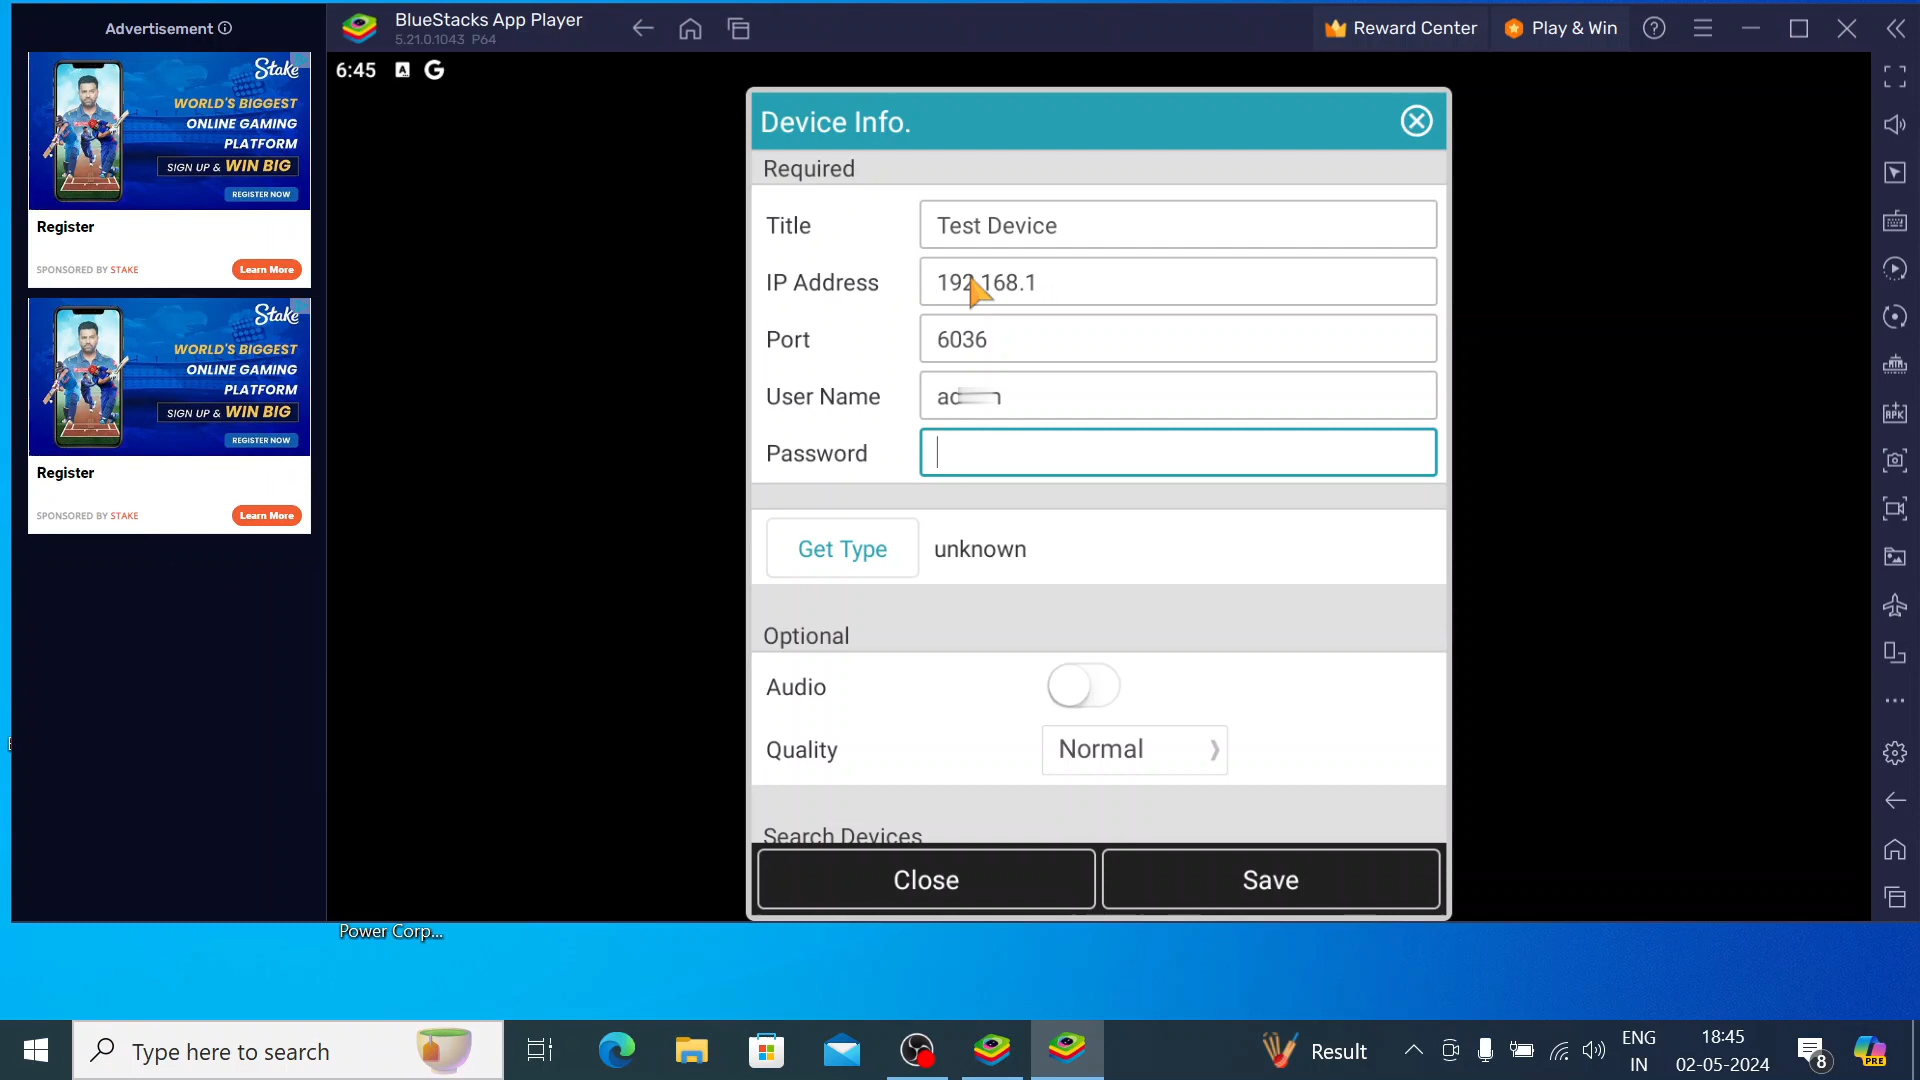 Advertisement
BlueStacks App Player
5.21.0.1043 P64
Reward Center
Play & Win
6:45
Stake
WORLD'S BIGGEST
ONLINE GAMING
PLATFORM
SIGN UP & WIN BIG
REGISTER NOW
Register
SPONSORED BY STAKE
Learn More
Stake
WORLD'S BIGGEST
ONLINE GAMING
PLATFORM
SIGN UP & WIN BIG
REGISTER NOW
Register
SPONSORED BY STAKE
Learn More
Device Info.
Required
Title
Test Device
IP Address
192.168.1
Port
6036
User Name
Password
Get Type
unknown
Optional
Audio
Quality
Normal
Search Devices
Close
Save
Power Corp...
Type here to search
Result
ENG
IN
18:45
02-05-2024
8
PRE